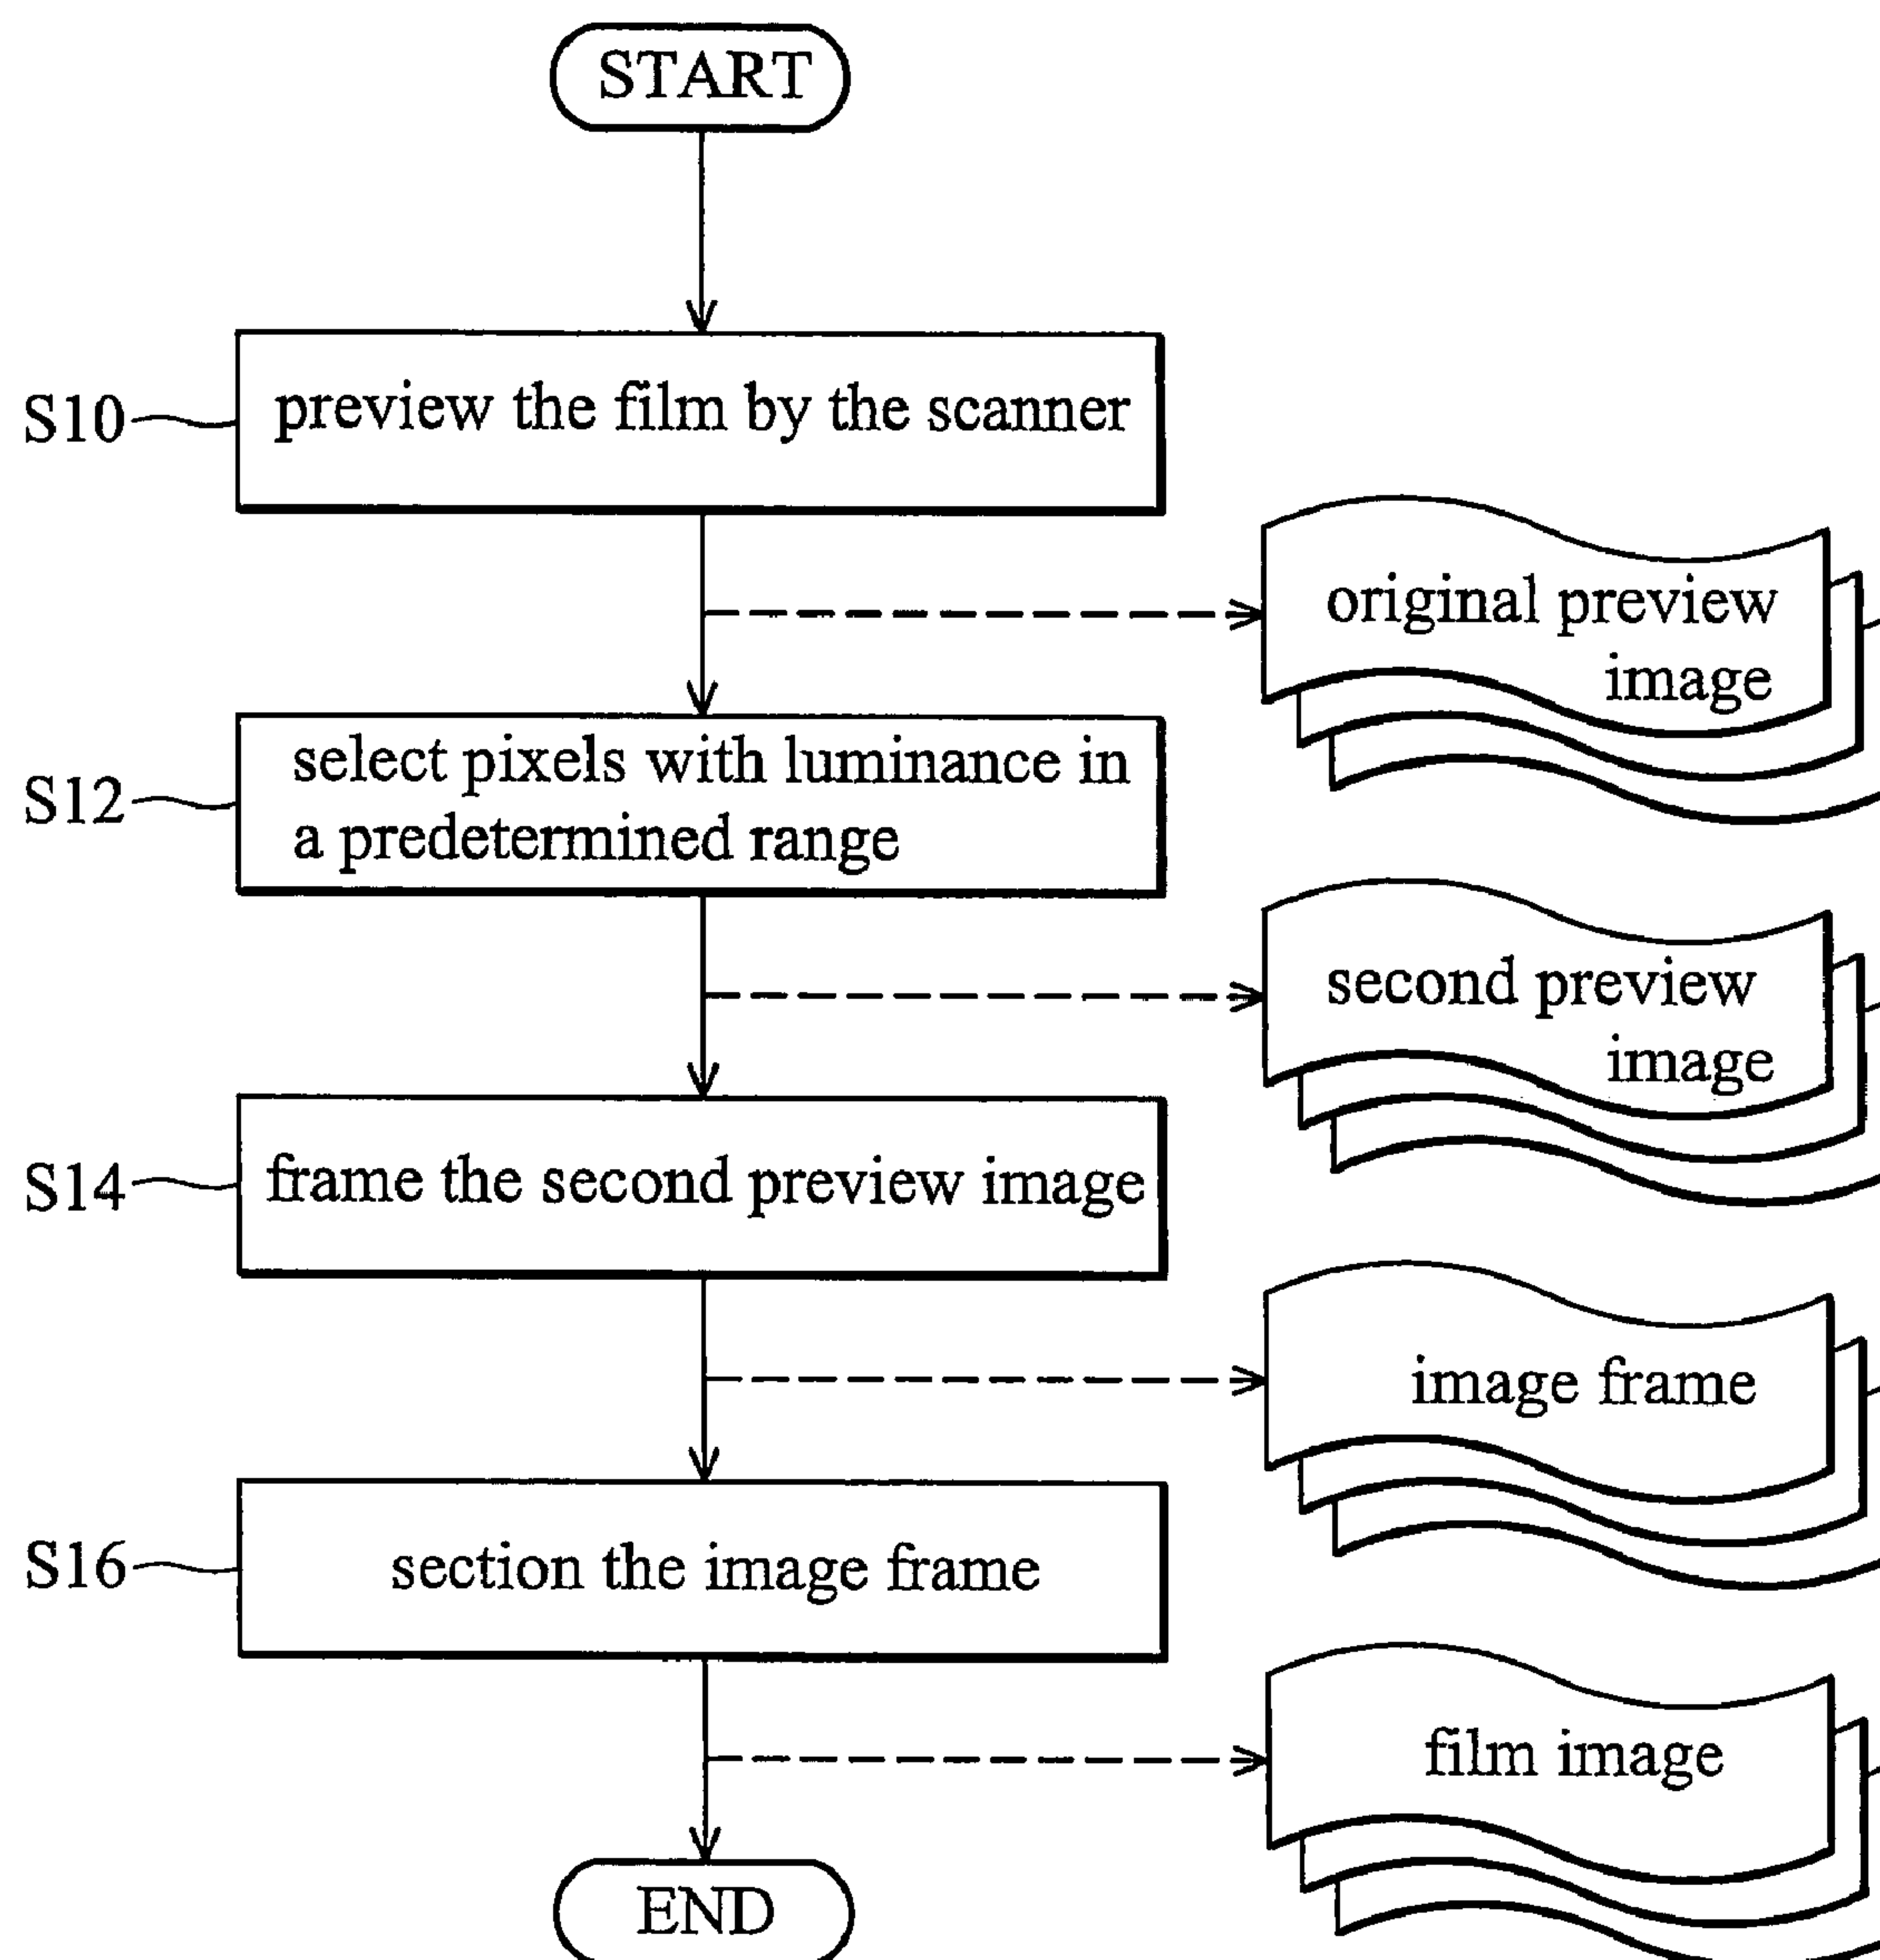 START
S10
preview the film by the scanner
original preview
image
S12
select pixels with luminance in
a predetermined range
second preview
image
S14
frame the second preview image
image frame
S16
section the image frame
film image
END